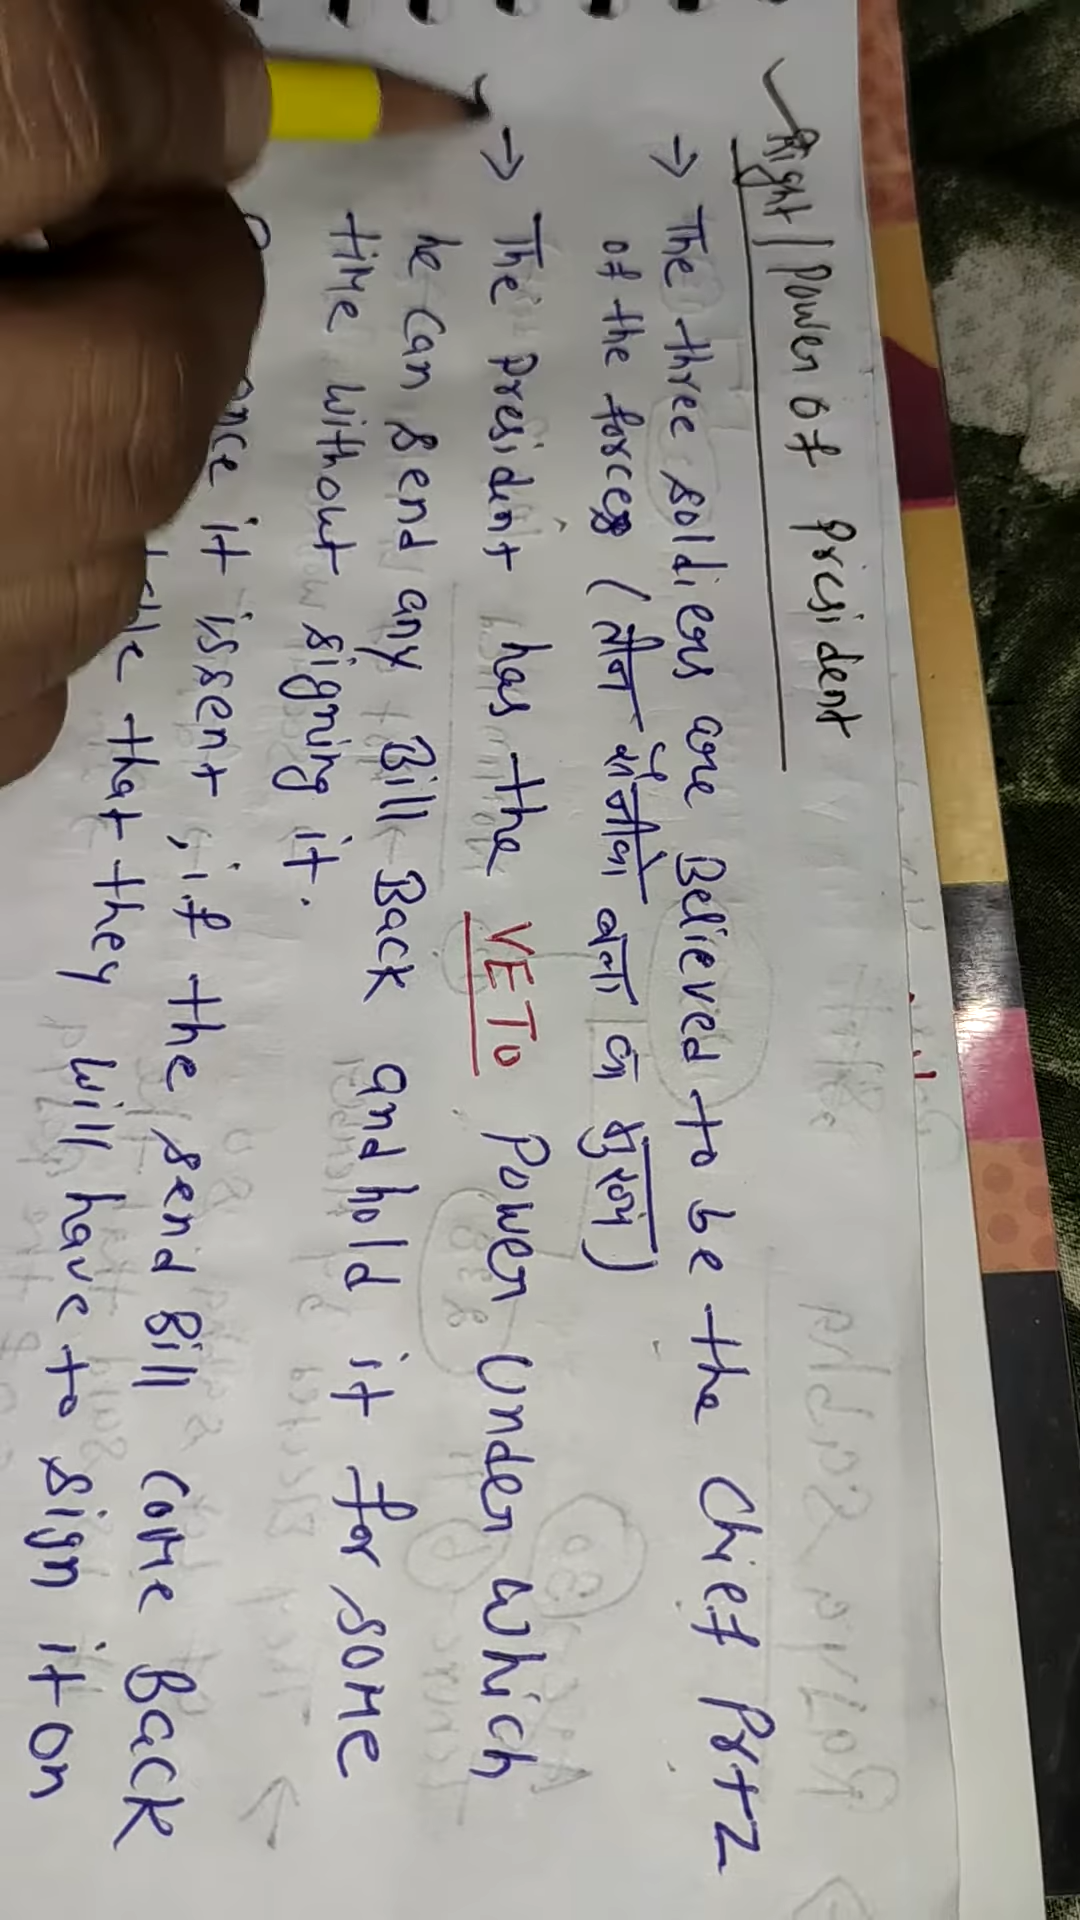 Right/Power of President
→ The three soldiers are Believed to be the Chief
of the forces (तीन
→ The President has the VETO Power Under which
he can send any Bill Back and hold it for some
time without signing it.
once it is sent, if the send Bill come Back
that they will have to sign it on